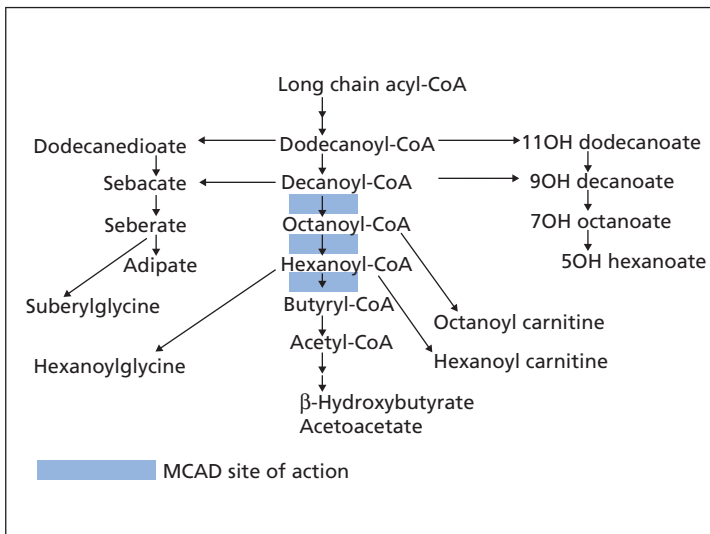 Long chain acyl-CoA
Dodecanedioate
Dodecanoyl-CoA
11OH dodecanoate
Sebacate
Decanoyl-CoA
9OH decanoate
Seberate
Octanoyl-CoA
7OH octanoate
Adipate
Hexanoyl-CoA
5OH hexanoate
Suberylglycine
Butyryl-CoA
Octanoyl carnitine
Acetyl-CoA
Hexanoylglycine
Hexanoyl carnitine
β-Hydroxybutyrate
Acetoacetate
MCAD site of action